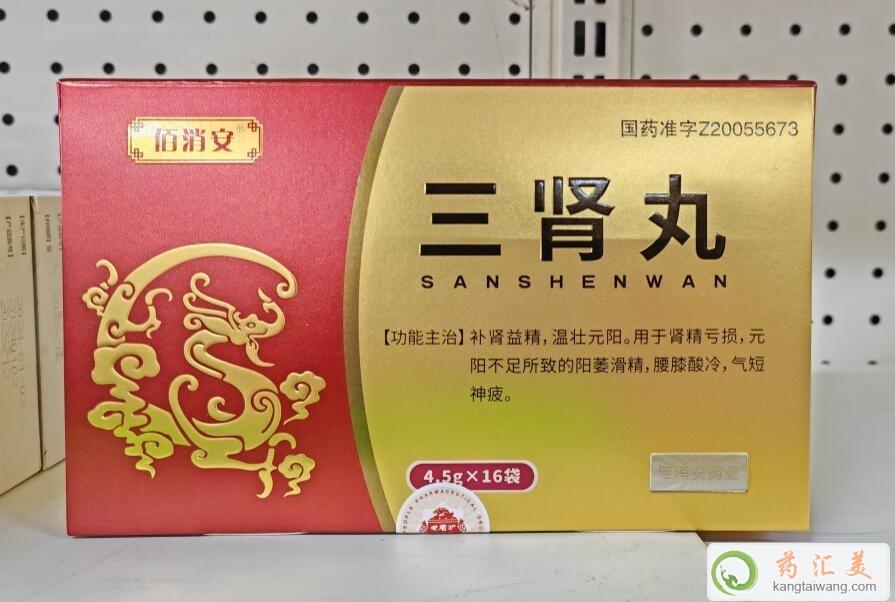 佰消安®
国药准字Z20055673
三肾丸
SANSHENWAN
【功能主治】补肾益精，温壮元阳。用于肾精亏损，元
阳不足所致的阳萎滑精，腰膝酸冷，气短
神疲。
4.5g×16袋
佰消安药业
药汇美
kangtaiwang.com